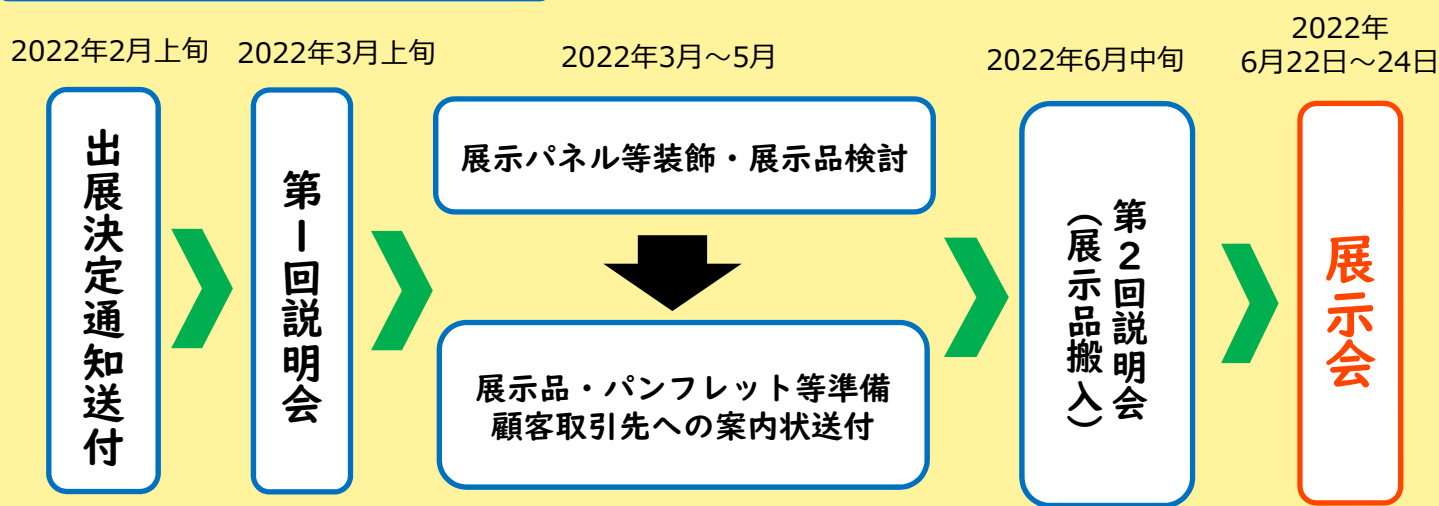 2022年2月上旬
2022年3月上旬
2022年3月～5月
2022年6月中旬
2022年
6月22日～24日
出展決定通知送付
第1回説明会
展示パネル等装飾・展示品検討
展示品・パンフレット等準備
顧客取引先への案内状送付
第2回説明会
（展示品搬入）
展示会